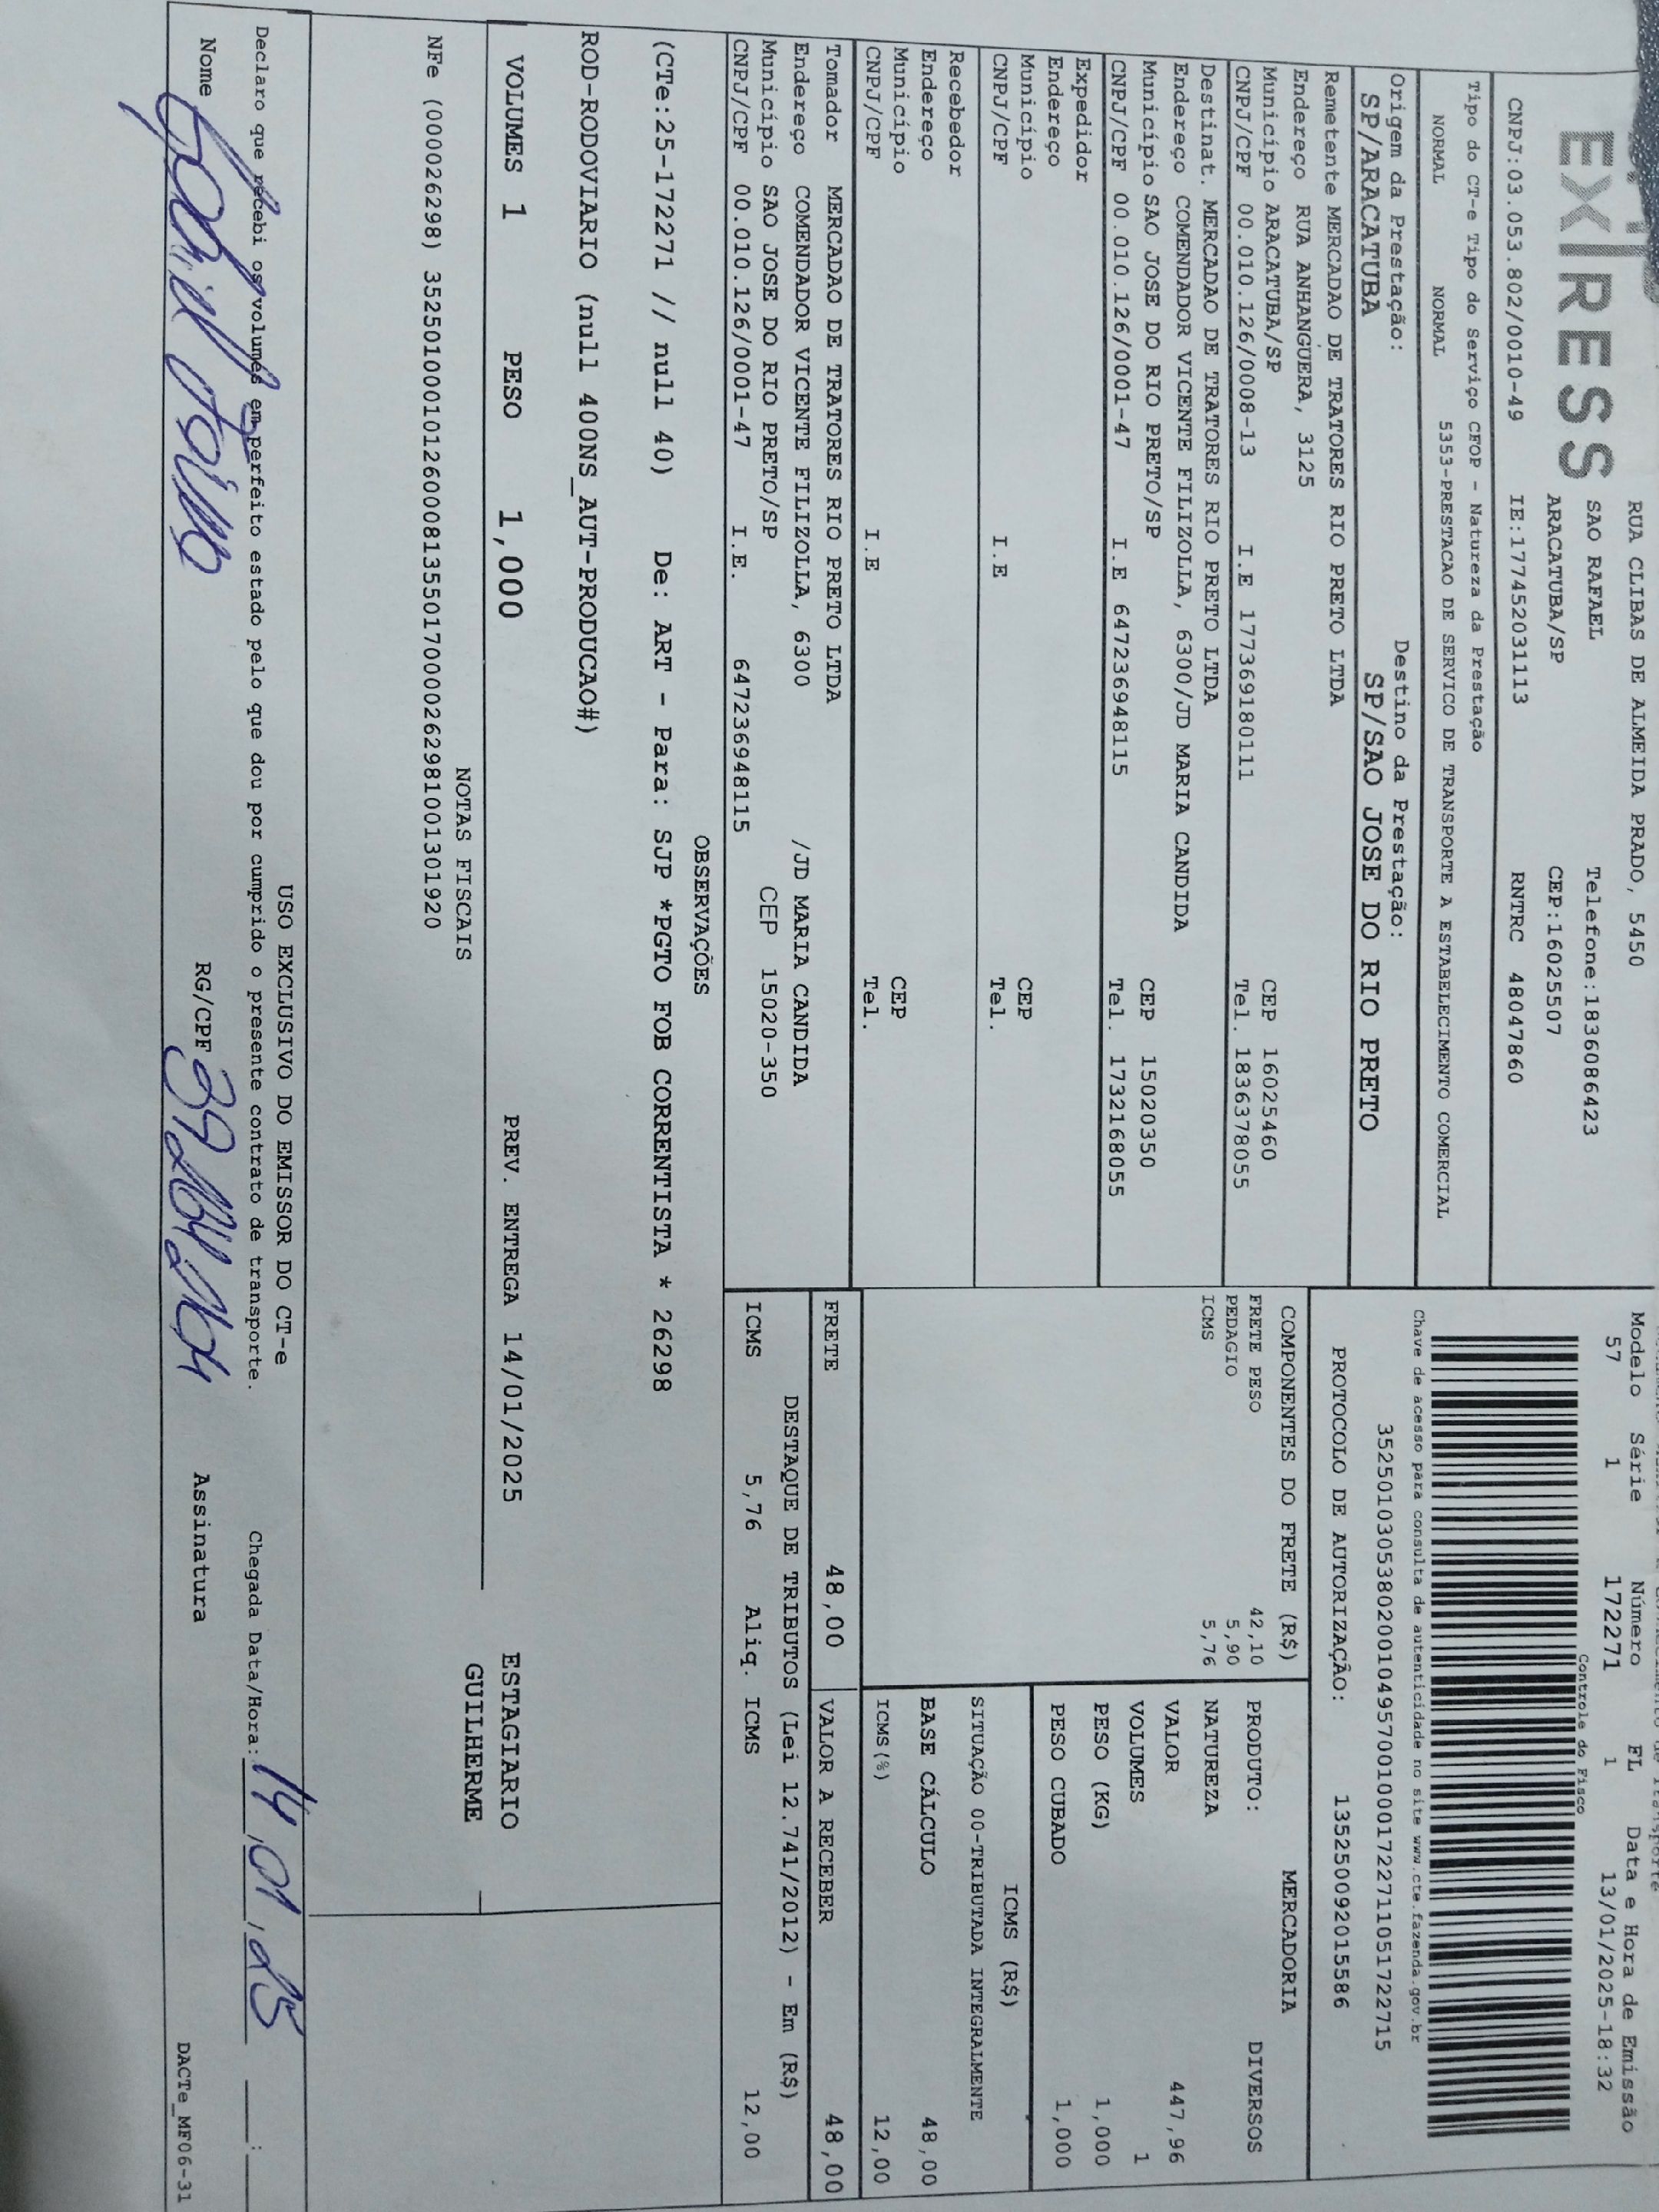 EXPRESS
RUA CLIBAS DE ALMEIDA PRADO, 5450
SAO RAFAEL Telefone:1836086423
ARACATUBA/SP CEP:16025507
CNPJ:03.053.802/0010-49 IE:177452031113 RNTRC 48047860
Modelo Série Número FL Data e Hora de Emissão
57 1 172271 1 13/01/2025-18:32
Controle do Fisco
Tipo do CT-e Tipo do Serviço CFOP - Natureza da Prestação
NORMAL NORMAL 5353-PRESTACAO DE SERVICO DE TRANSPORTE A ESTABELECIMENTO COMERCIAL
Chave de acesso para consulta de autenticidade no site www.cte.fazenda.gov.br
35250103053802001049570010001722711051722715
Origem da Prestação: Destino da Prestação:
SP/ARACATUBA SP/SAO JOSE DO RIO PRETO
PROTOCOLO DE AUTORIZAÇÃO: 135250092015586
Remetente MERCADAO DE TRATORES RIO PRETO LTDA
Endereço RUA ANHANGUERA, 3125
Município ARACATUBA/SP CEP 16025460
CNPJ/CPF 00.010.126/0008-13 I.E 177369180111 Tel. 1836378055
Destinat. MERCADAO DE TRATORES RIO PRETO LTDA
Endereço COMENDADOR VICENTE FILIZOLLA, 6300/JD MARIA CANDIDA
Município SAO JOSE DO RIO PRETO/SP CEP 15020350
CNPJ/CPF 00.010.126/0001-47 I.E 647236948115 Tel. 1732168055
Expedidor
Endereço
Município CEP
CNPJ/CPF I.E Tel.
Recebedor
Endereço
Município CEP
CNPJ/CPF I.E Tel.
COMPONENTES DO FRETE (R$)
FRETE PESO 42,10
PEDAGIO 5,90
ICMS 5,76
MERCADORIA
PRODUTO: DIVERSOS
NATUREZA
VALOR 447,96
VOLUMES 1
PESO (KG) 1,000
PESO CUBADO 1,000
ICMS (R$)
SITUAÇÃO 00-TRIBUTADA INTEGRALMENTE
BASE CÁLCULO 48,00
ICMS(%) 12,00
Tomador MERCADAO DE TRATORES RIO PRETO LTDA
Endereço COMENDADOR VICENTE FILIZOLLA, 6300 /JD MARIA CANDIDA
Município SAO JOSE DO RIO PRETO/SP CEP 15020-350
CNPJ/CPF 00.010.126/0001-47 I.E. 647236948115
FRETE 48,00 VALOR A RECEBER 48,00
DESTAQUE DE TRIBUTOS (Lei 12.741/2012) - Em (R$)
ICMS 5,76 Aliq. ICMS 12,00
OBSERVAÇÕES
(CTe:25-172271 // null 40) De: ART - Para: SJP *PGTO FOB CORRENTISTA * 26298
ROD-RODOVIARIO (null 400NS_AUT-PRODUCAO#)
VOLUMES 1 PESO 1,000 PREV. ENTREGA 14/01/2025 ESTAGIARIO
GUILHERME
NOTAS FISCAIS
NFe (000026298) 35250100010126000813550170000262981001301920
USO EXCLUSIVO DO EMISSOR DO CT-e
Declaro que recebi os volumes em perfeito estado pelo que dou por cumprido o presente contrato de transporte. Chegada Data/Hora: 14/01/25 :
Nome RG/CPF Assinatura
DACTe_MF06-31